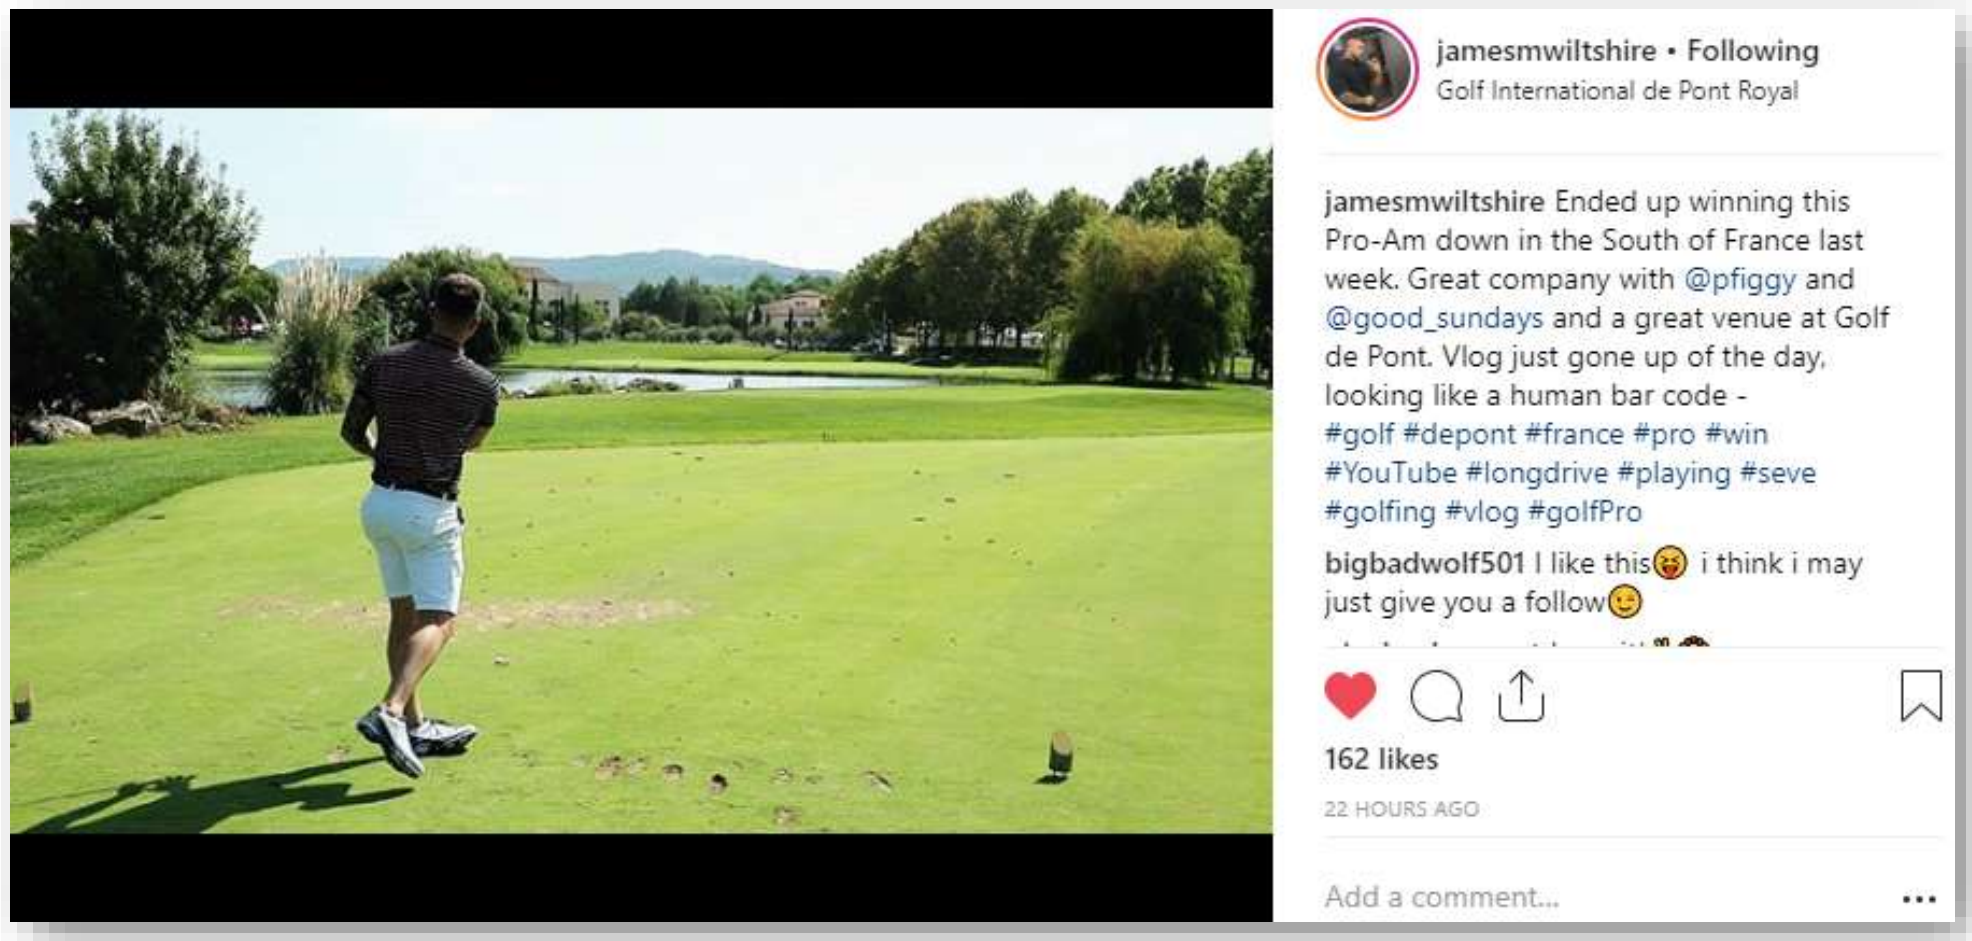 jamesmwiltshire • Following
Golf International de Pont Royal
jamesmwiltshire Ended up winning this
Pro-Am down in the South of France last
week. Great company with @pfiggy and
@good_sundays and a great venue at Golf
de Pont. Vlog just gone up of the day,
looking like a human bar code -
#golf #depont #france #pro #win
#YouTube #longdrive #playing #seve
#golfing #vlog #golfPro
bigbadwolf501 I like this😝 i think i may
just give you a follow😉
162 likes
22 HOURS AGO
Add a comment...